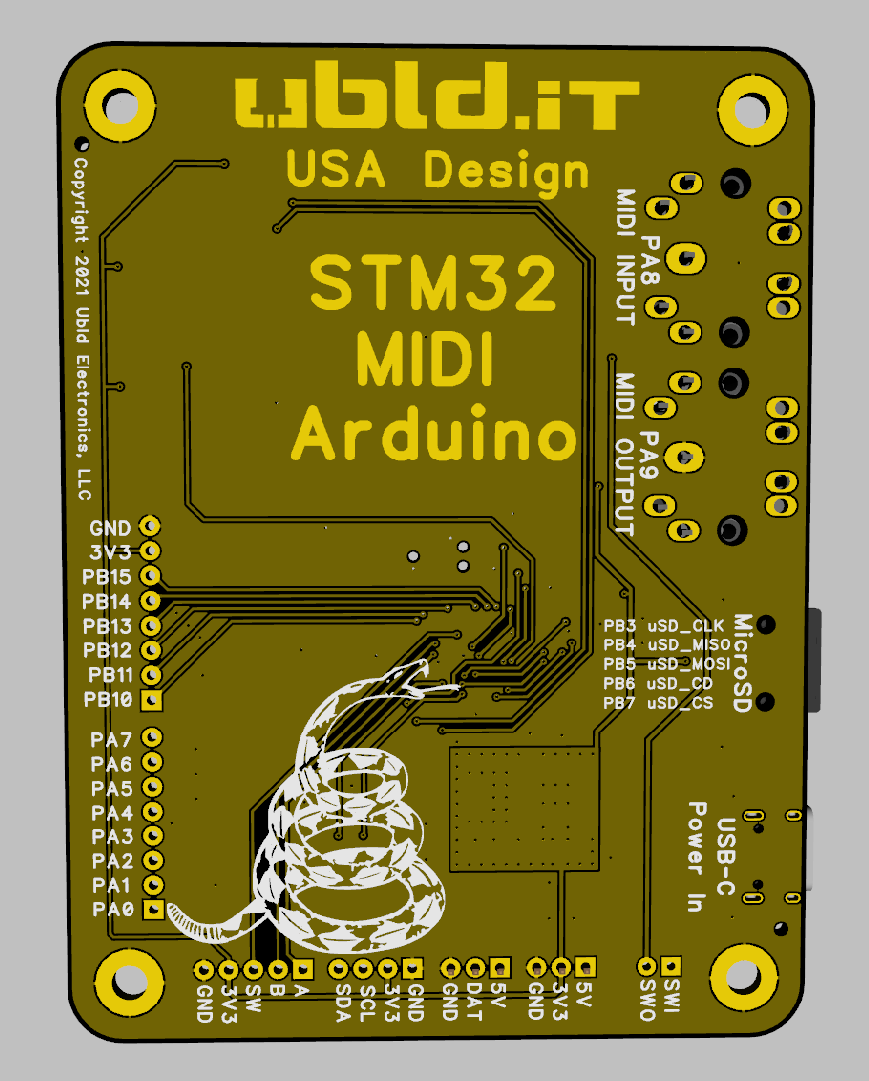 ubld.iT
USA Design
STM32
MIDI
Arduino
Copyright 2021 Ubld Electronics, LLC
MIDI INPUT
PA8
MIDI OUTPUT
PA9
GND
3V3
PB15
PB14
PB13
PB12
PB11
PB10
PA7
PA6
PA5
PA4
PA3
PA2
PA1
PA0
PB3 uSD_CLK
PB4 uSD_MISO
PB5 uSD_MOSI
PB6 uSD_CD
PB7 uSD_CS
MicroSD
USB-C
Power In
GND 3V3 SW B A SDA SCL 3V3 GND GND DAT 5V GND 3V3 5V SWO SWI